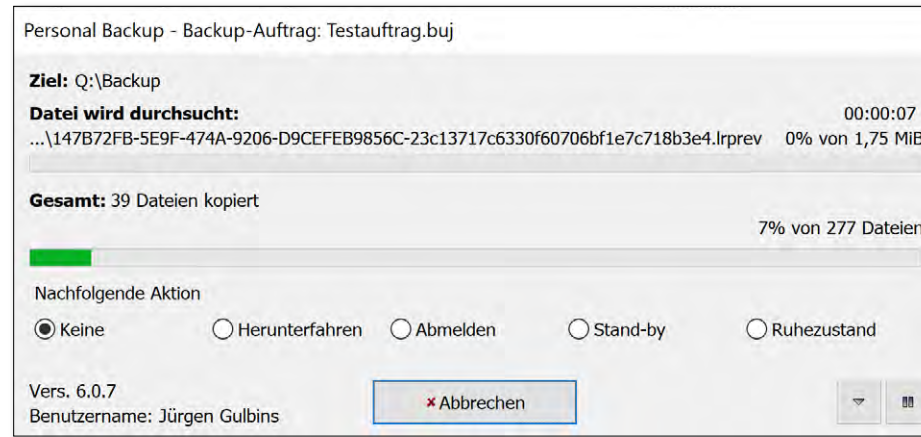 Personal Backup - Backup-Auftrag: Testauftrag.buj
Ziel: Q:\Backup
Datei wird durchsucht: 00:00:07
...\147B72FB-5E9F-474A-9206-D9CEFEB9856C-23c13717c6330f60706bf1e7c718b3e4.lrprev 0% von 1,75 MiB
Gesamt: 39 Dateien kopiert
7% von 277 Dateien
Nachfolgende Aktion
Keine Herunterfahren Abmelden Stand-by Ruhezustand
Vers. 6.0.7
Benutzername: Jürgen Gulbins
Abbrechen